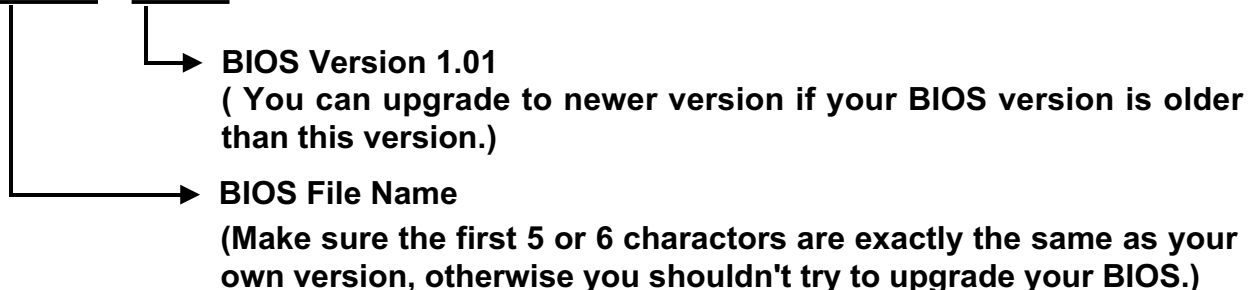 BIOS Version 1.01
( You can upgrade to newer version if your BIOS version is older
than this version.)
BIOS File Name
(Make sure the first 5 or 6 charactors are exactly the same as your
own version, otherwise you shouldn't try to upgrade your BIOS.)